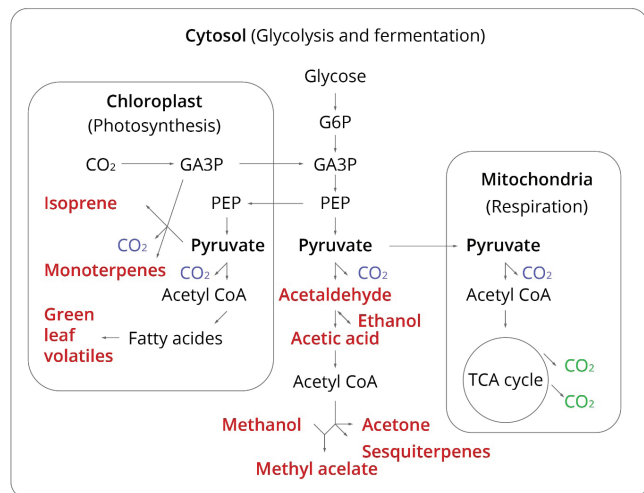 Cytosol (Glycolysis and fermentation)
Glycose
Chloroplast
(Photosynthesis)
G6P
CO₂
GA3P
GA3P
Mitochondria
(Respiration)
Isoprene
PEP
PEP
CO₂
Pyruvate
Pyruvate
Pyruvate
Monoterpenes
CO₂
CO₂
CO₂
Acetyl CoA
Acetaldehyde
Acetyl CoA
Green
leaf
volatiles
Fatty acides
Ethanol
Acetic acid
CO₂
TCA cycle
Acetyl CoA
CO₂
Methanol
Acetone
Sesquiterpenes
Methyl acelate